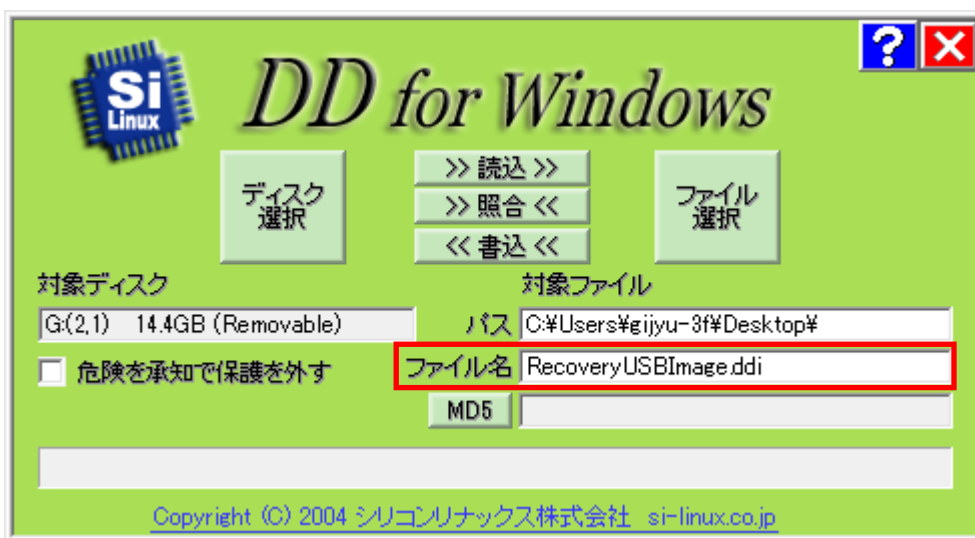 Si
Linux
DD for Windows
?
ディスク
選択
>> 読込 >>
>> 照合 <<
<< 書込 <<
ファイル
選択
対象ディスク
対象ファイル
G:(2,1) 14.4GB (Removable)
パス C:¥Users¥gijyu-3f¥Desktop¥
危険を承知で保護を外す
ファイル名 RecoveryUSBImage.ddi
MD5
Copyright (C) 2004 シリコンリナックス株式会社 si-linux.co.jp